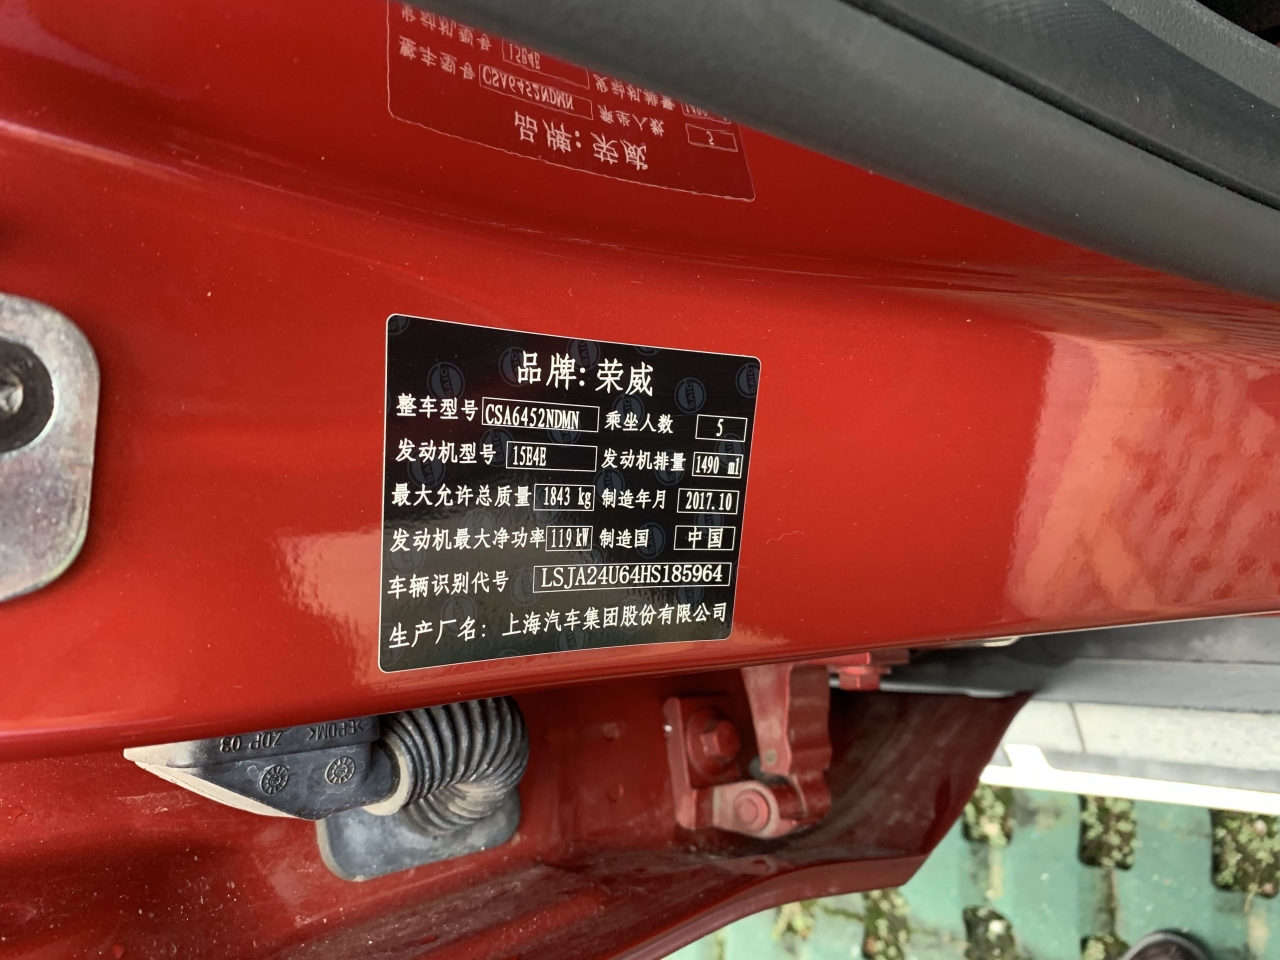 品牌:荣威
整车型号 CSA6452NDMN 乘坐人数 5
发动机型号 15E4E 发动机排量 1490 ml
最大允许总质量 1843 kg 制造年月 2017.10
发动机最大净功率 119 kW 制造国 中国
车辆识别代号 LSJA24U64HS185964
生产厂名: 上海汽车集团股份有限公司
>EPDM<
ZDP 03